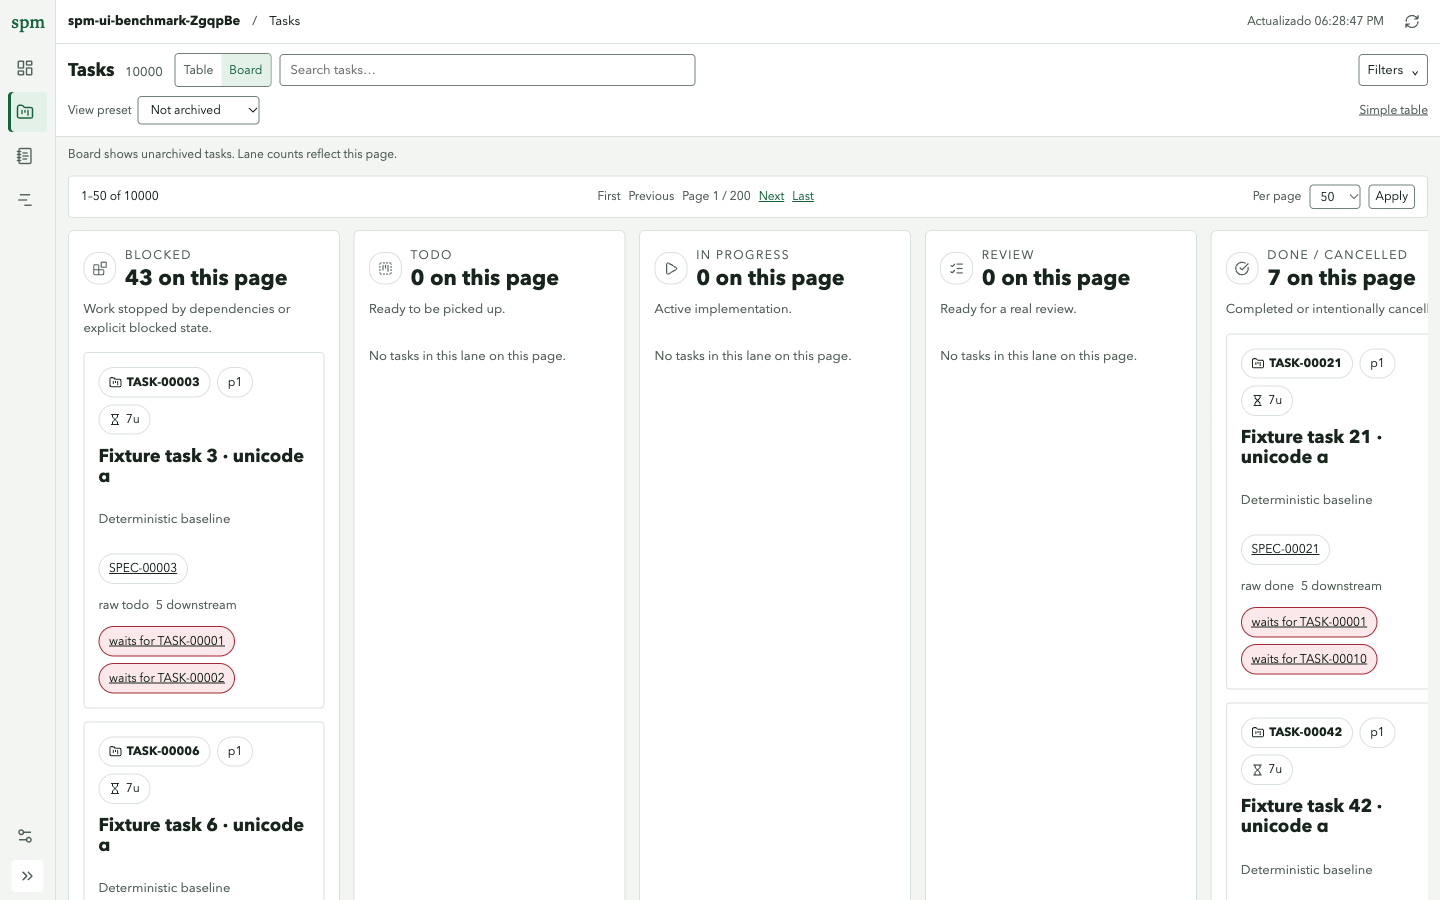 spm
spm-ui-benchmark-ZgqpBe / Tasks
Actualizado 06:28:47 PM
Tasks 10000 Table Board Search tasks... Filters
View preset Not archived Simple table
Board shows unarchived tasks. Lane counts reflect this page.
1–50 of 10000 First Previous Page 1 / 200 Next Last Per page 50 Apply
BLOCKED
43 on this page
Work stopped by dependencies or
explicit blocked state.
TASK-00003 p1
7u
Fixture task 3 · unicode
a
Deterministic baseline
SPEC-00003
raw todo 5 downstream
waits for TASK-00001
waits for TASK-00002
TASK-00006 p1
7u
Fixture task 6 · unicode
a
Deterministic baseline
TODO
0 on this page
Ready to be picked up.
No tasks in this lane on this page.
IN PROGRESS
0 on this page
Active implementation.
No tasks in this lane on this page.
REVIEW
0 on this page
Ready for a real review.
No tasks in this lane on this page.
DONE / CANCELLED
7 on this page
Completed or intentionally cancell
TASK-00021 p1
7u
Fixture task 21 ·
unicode a
Deterministic baseline
SPEC-00021
raw done 5 downstream
waits for TASK-00001
waits for TASK-00010
TASK-00042 p1
7u
Fixture task 42 ·
unicode a
Deterministic baseline